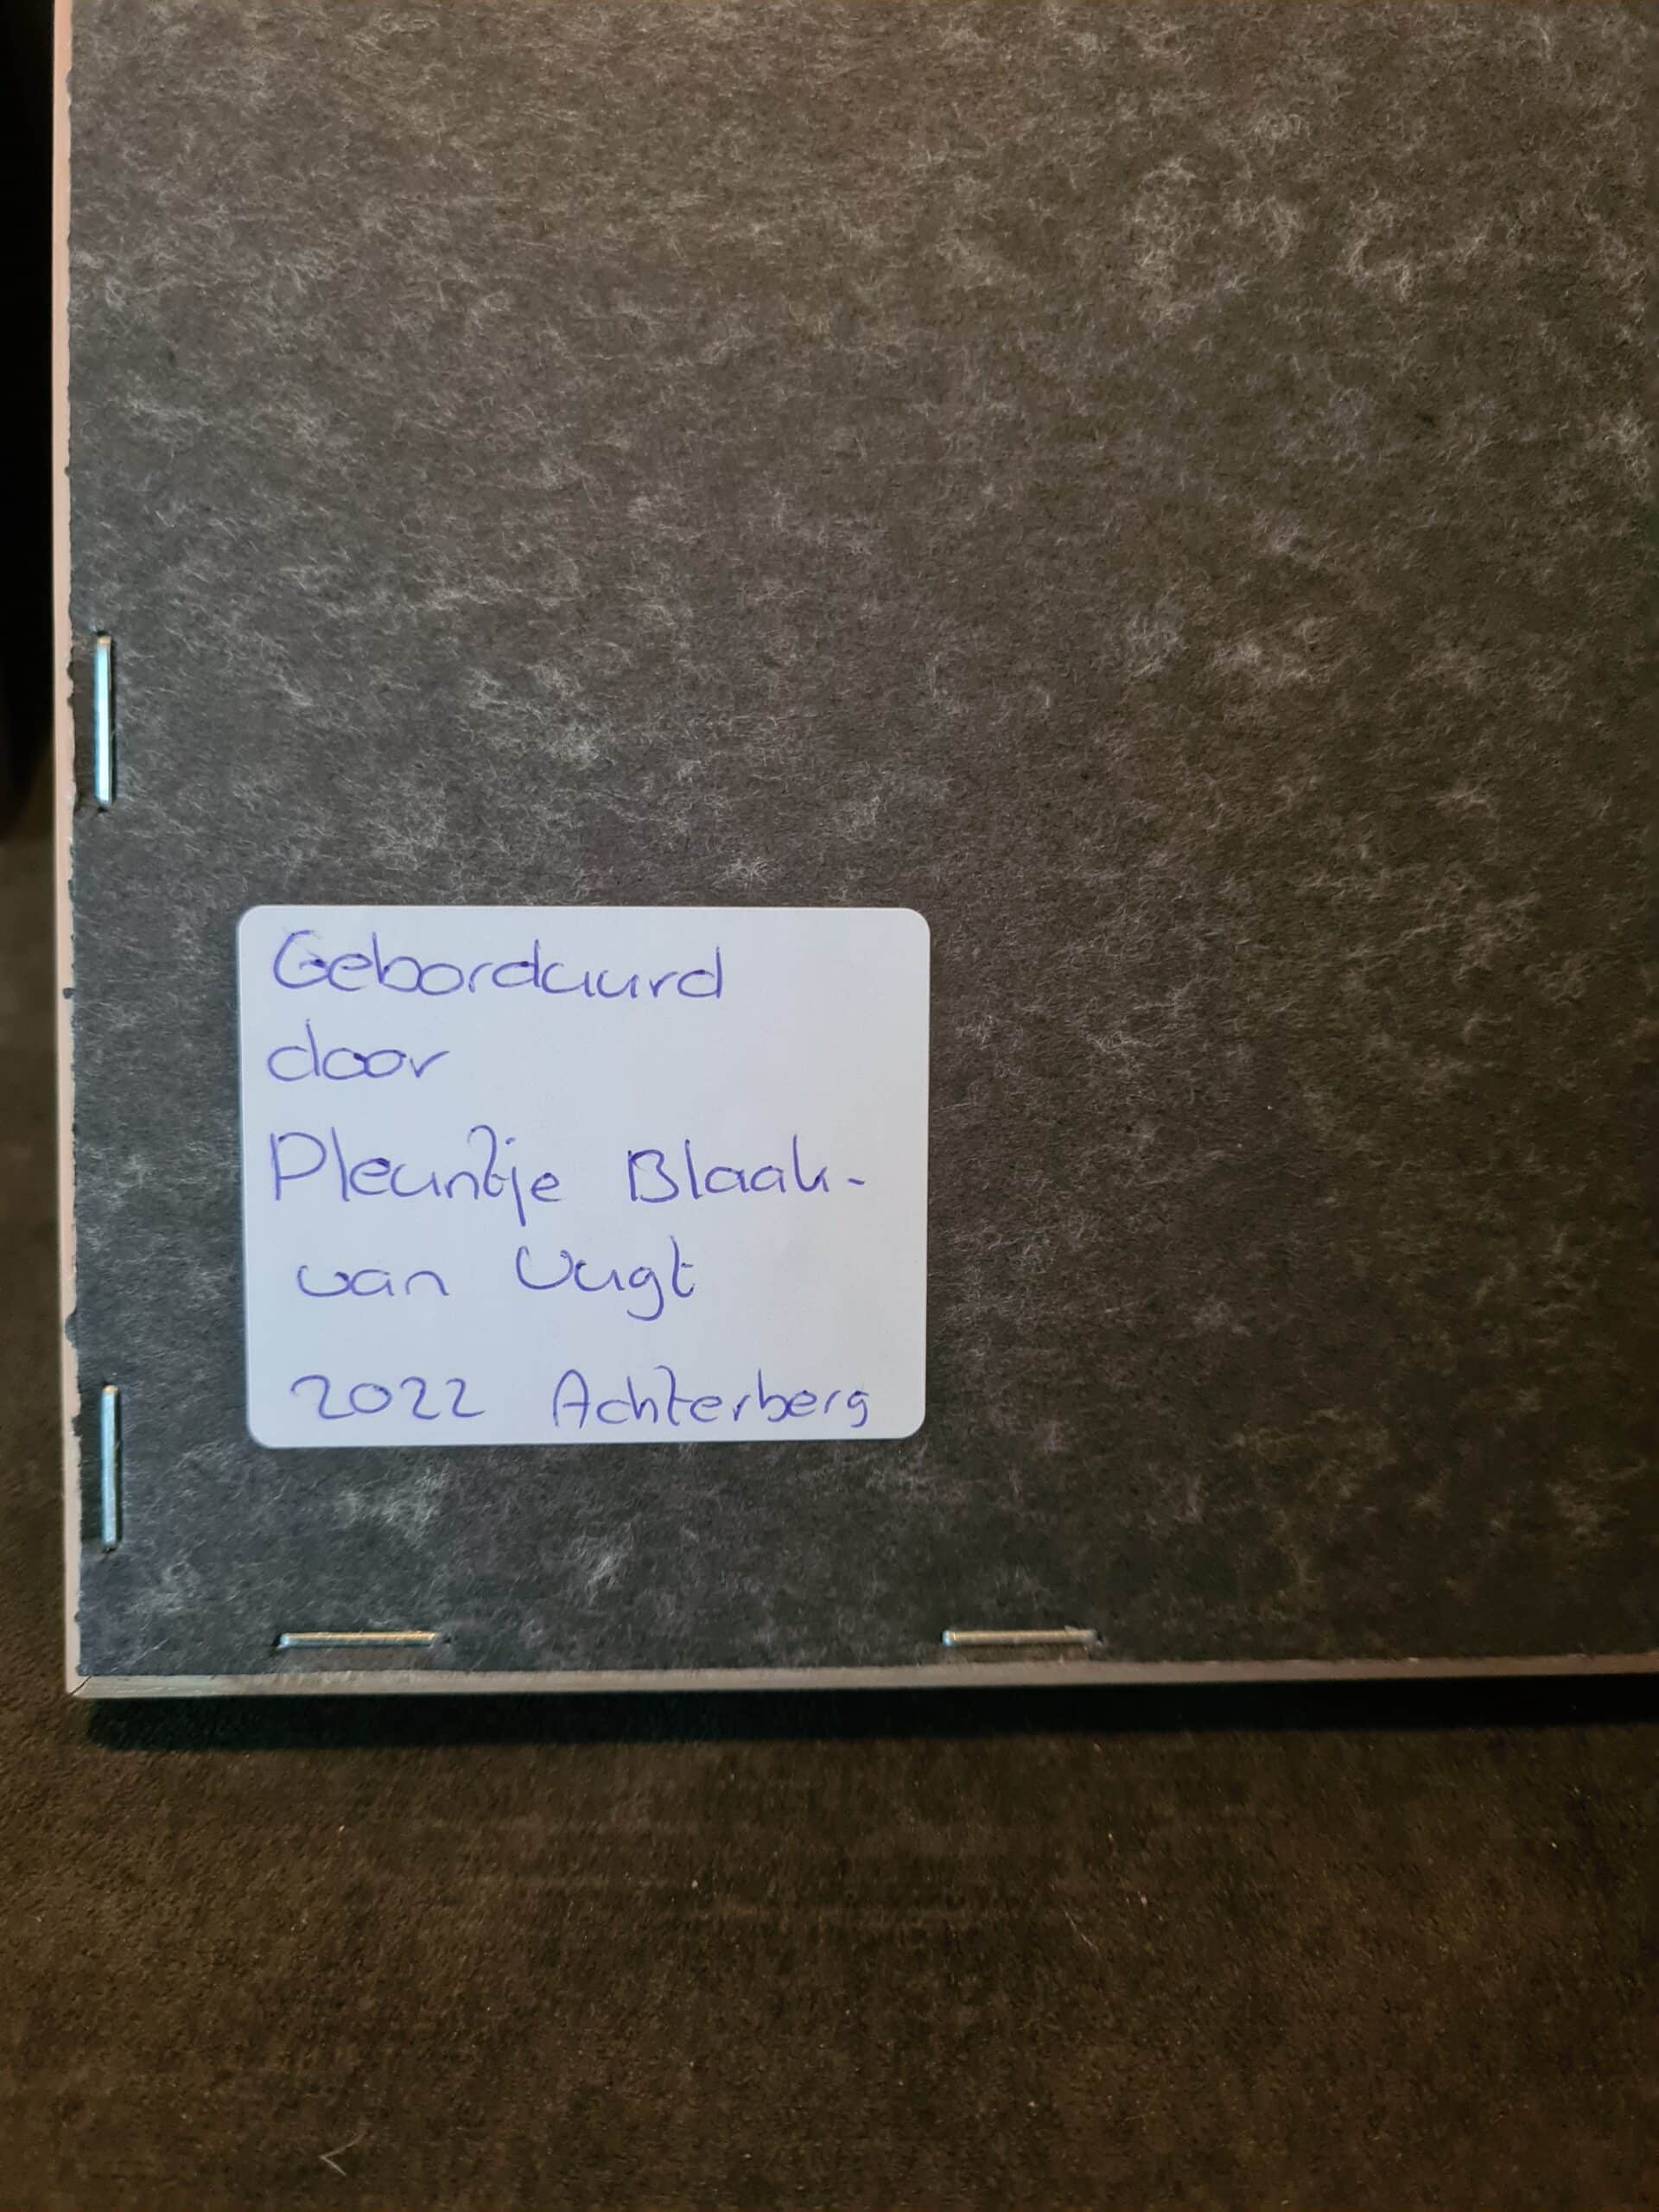 Geborduurd
door
Pleuntje Blaak-
van Vugt
2022 Achterberg